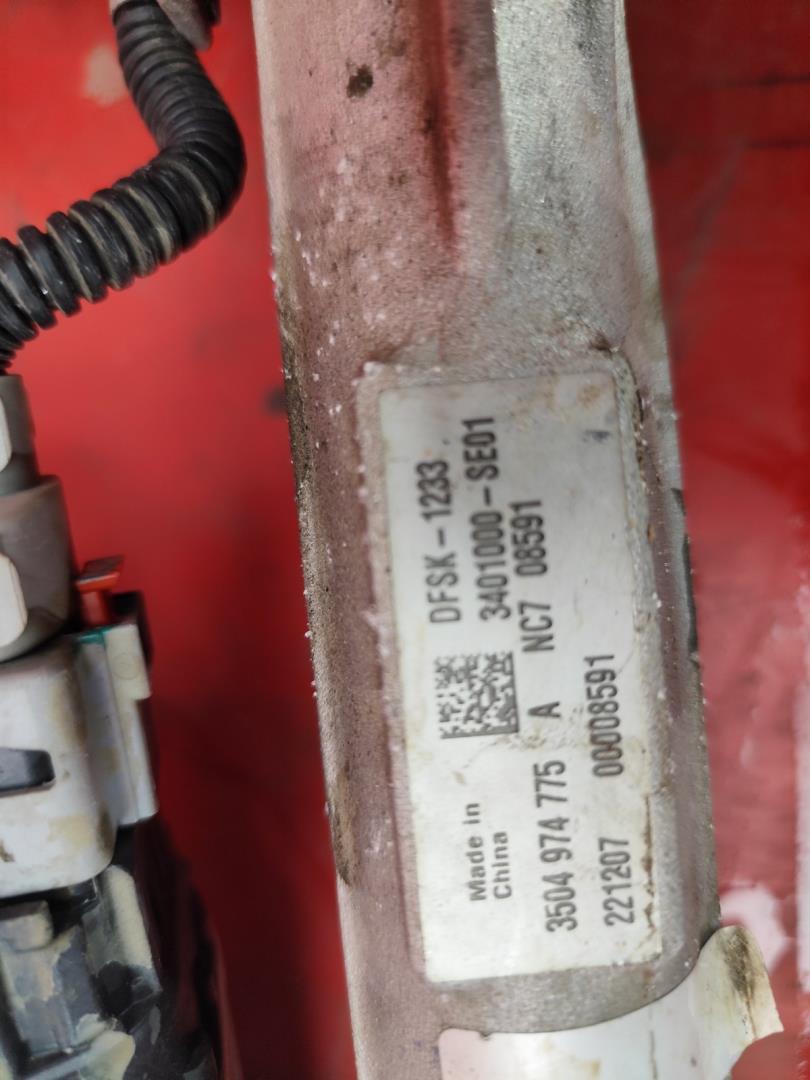 DFSK-1233
3401000-SE01
Made in
China
A NC7 08591
3504 974 775
221207 00008591